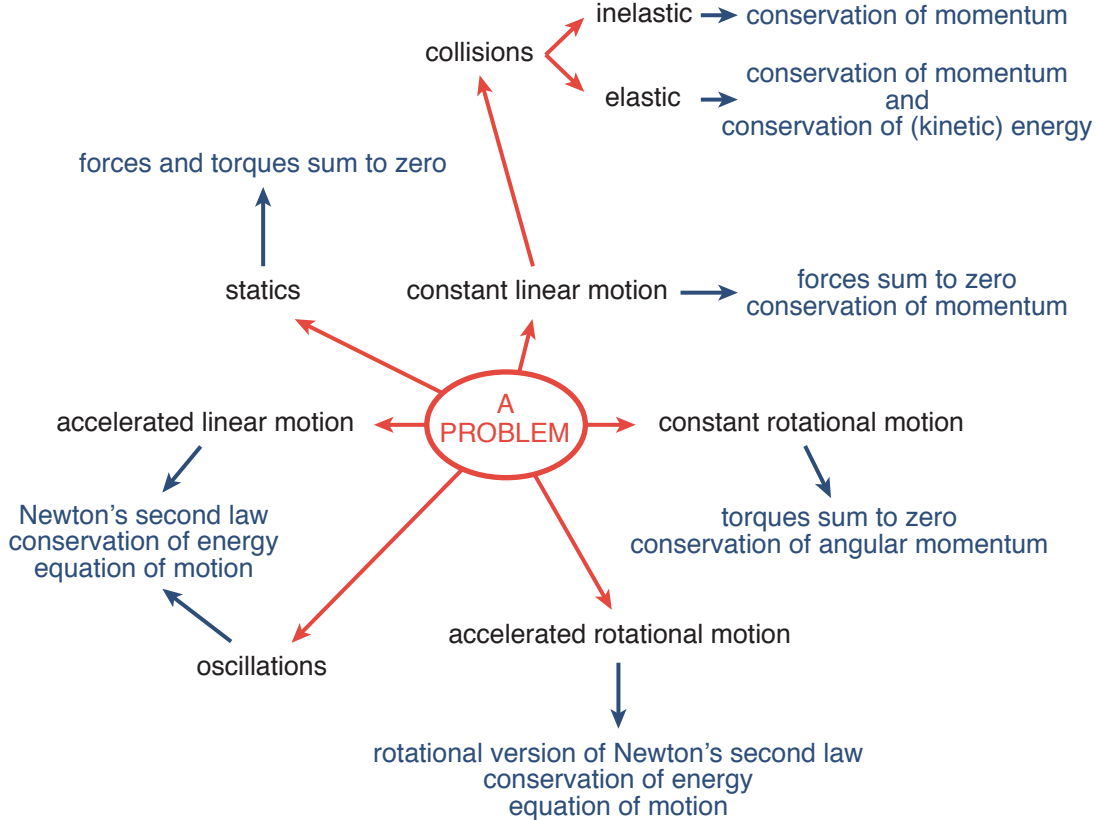 inelastic
conservation of momentum
collisions
elastic
conservation of momentum
and
conservation of (kinetic) energy
forces and torques sum to zero
statics
constant linear motion
forces sum to zero
conservation of momentum
A
PROBLEM
accelerated linear motion
constant rotational motion
Newton’s second law
conservation of energy
equation of motion
torques sum to zero
conservation of angular momentum
oscillations
accelerated rotational motion
rotational version of Newton’s second law
conservation of energy
equation of motion